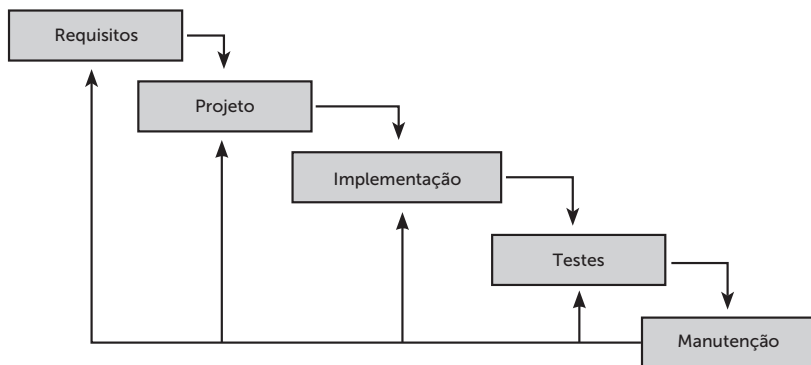 Requisitos
Projeto
Implementação
Testes
Manutenção